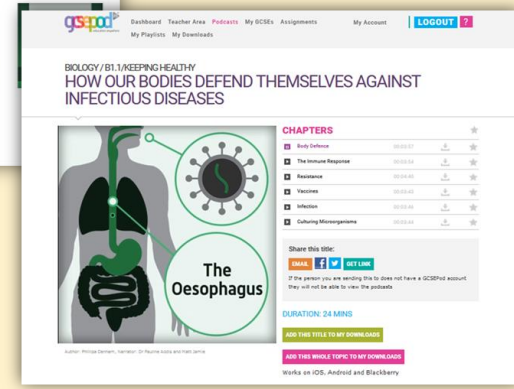 gcsepod
Dashboard Teacher Area Podcasts My GCSEs Assignments My Account LOGOUT ?
My Playlists My Downloads
BIOLOGY / B1.1/KEEPING HEALTHY
HOW OUR BODIES DEFEND THEMSELVES AGAINST
INFECTIOUS DISEASES
The
Oesophagus
CHAPTERS
Body Defence
The Immune Response
Resistance
Vaccines
Infection
Culturing Microorganisms
Share this title:
EMAIL GET LINK
If the person you are sending this to does not have a GCSEPod account
they will not be able to view the podcasts
DURATION: 24 MINS
ADD THIS TITLE TO MY DOWNLOADS
ADD THIS WHOLE TOPIC TO MY DOWNLOADS
Works on iOS, Android and Blackberry